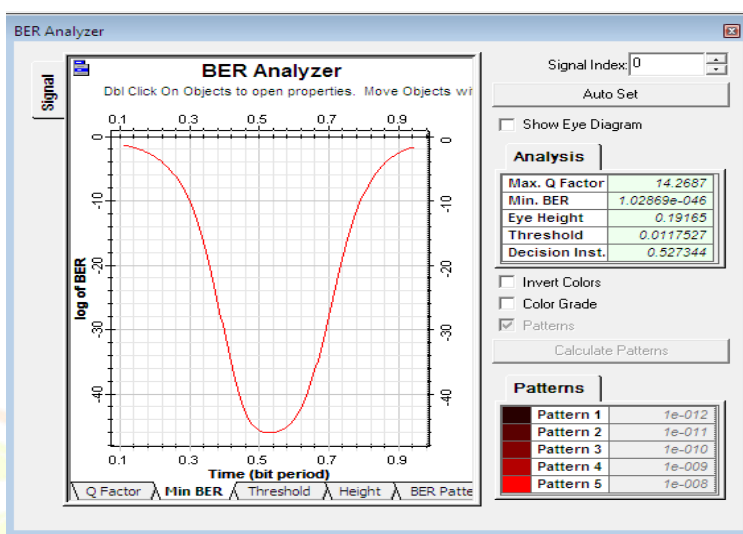 BER Analyzer
Signal
BER Analyzer
Dbl Click On Objects to open properties. Move Objects wi
0.1 0.3 0.5 0.7 0.9
0 0
-10 -10
-20 -20
-30 -30
-40 -40
log of BER
0.1 0.3 0.5 0.7 0.9
Time (bit period)
Q Factor Min BER Threshold Height BER Patte
Signal Index: 0
Auto Set
Show Eye Diagram
Analysis
Max. Q Factor 14.2687
Min. BER 1.02869e-046
Eye Height 0.19165
Threshold 0.0117527
Decision Inst. 0.527344
Invert Colors
Color Grade
Patterns
Calculate Patterns
Patterns
Pattern 1 1e-012
Pattern 2 1e-011
Pattern 3 1e-010
Pattern 4 1e-009
Pattern 5 1e-008